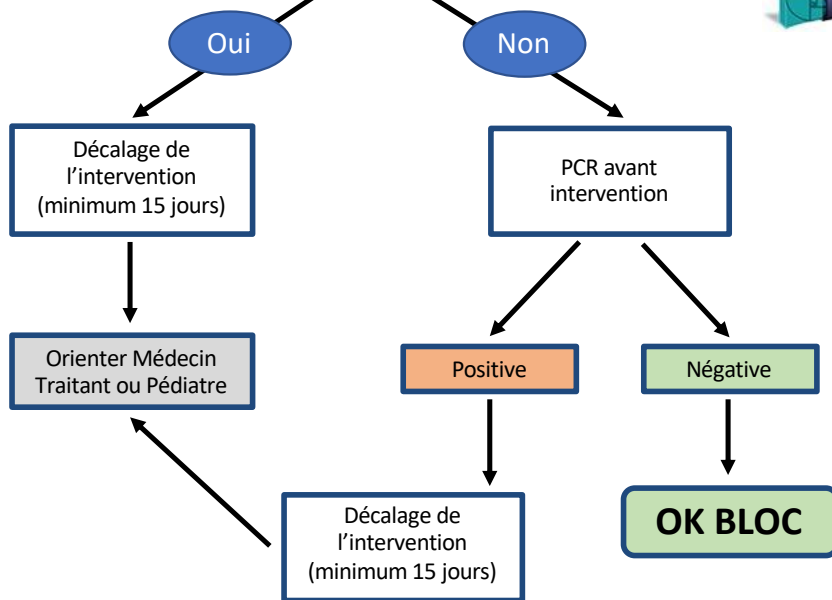 Oui
Non
Décalage de
l’intervention
(minimum 15 jours)
PCR avant
intervention
Orienter Médecin
Traitant ou Pédiatre
Positive
Négative
Décalage de
l’intervention
(minimum 15 jours)
OK BLOC